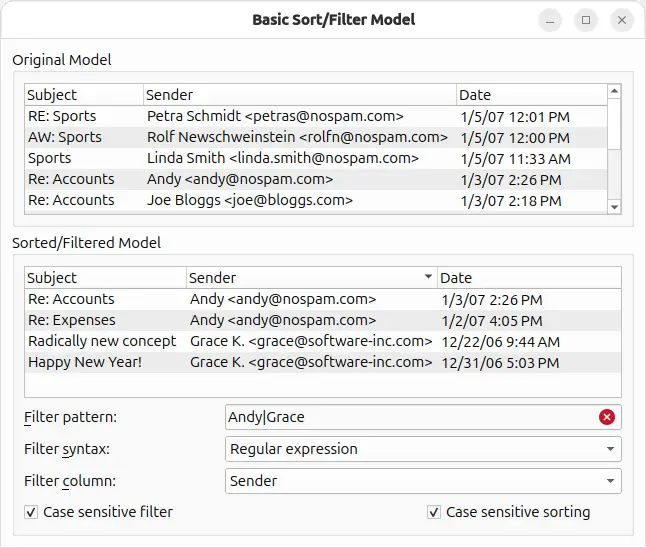 Basic Sort/Filter Model
Original Model
Subject Sender Date
RE: Sports Petra Schmidt <petras@nospam.com> 1/5/07 12:01 PM
AW: Sports Rolf Newschweinstein <rolfn@nospam.com> 1/5/07 12:00 PM
Sports Linda Smith <linda.smith@nospam.com> 1/5/07 11:33 AM
Re: Accounts Andy <andy@nospam.com> 1/3/07 2:26 PM
Re: Accounts Joe Bloggs <joe@bloggs.com> 1/3/07 2:18 PM
Sorted/Filtered Model
Subject Sender Date
Re: Accounts Andy <andy@nospam.com> 1/3/07 2:26 PM
Re: Expenses Andy <andy@nospam.com> 1/2/07 4:05 PM
Radically new concept Grace K. <grace@software-inc.com> 12/22/06 9:44 AM
Happy New Year! Grace K. <grace@software-inc.com> 12/31/06 5:03 PM
Filter pattern: Andy|Grace
Filter syntax: Regular expression
Filter column: Sender
Case sensitive filter Case sensitive sorting